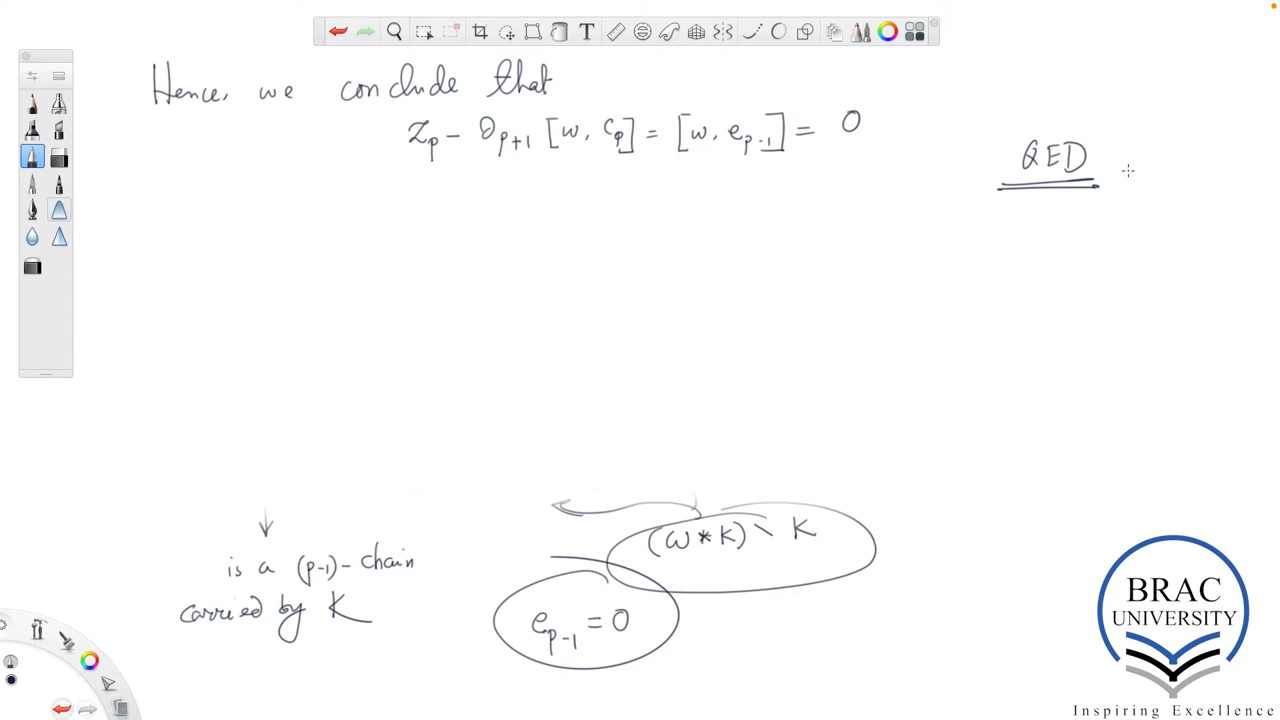 Hence, we conclude that
Zp − ∂p+1 [w, Cp] = [w, ep−1] = 0
QED
(w * K) \ K
is a (p-1)-chain
carried by K
ep−1 = 0
BRAC
UNIVERSITY
Inspiring Excellence